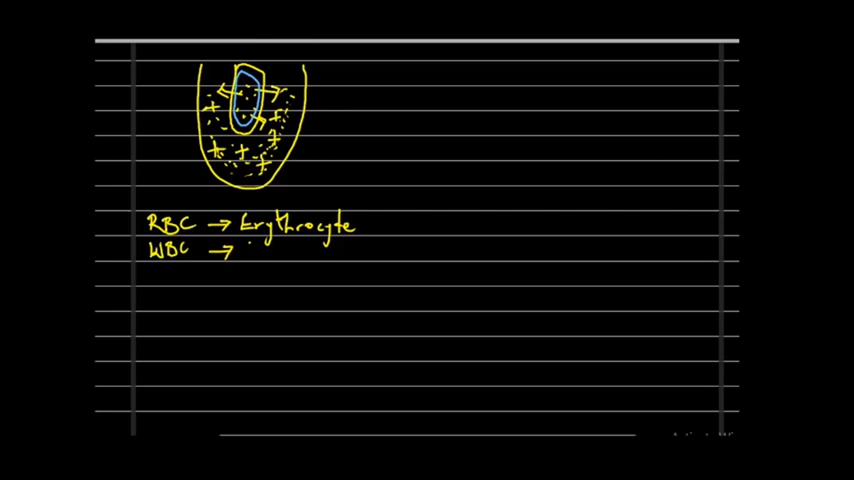 RBC → Erythrocyte
WBC →